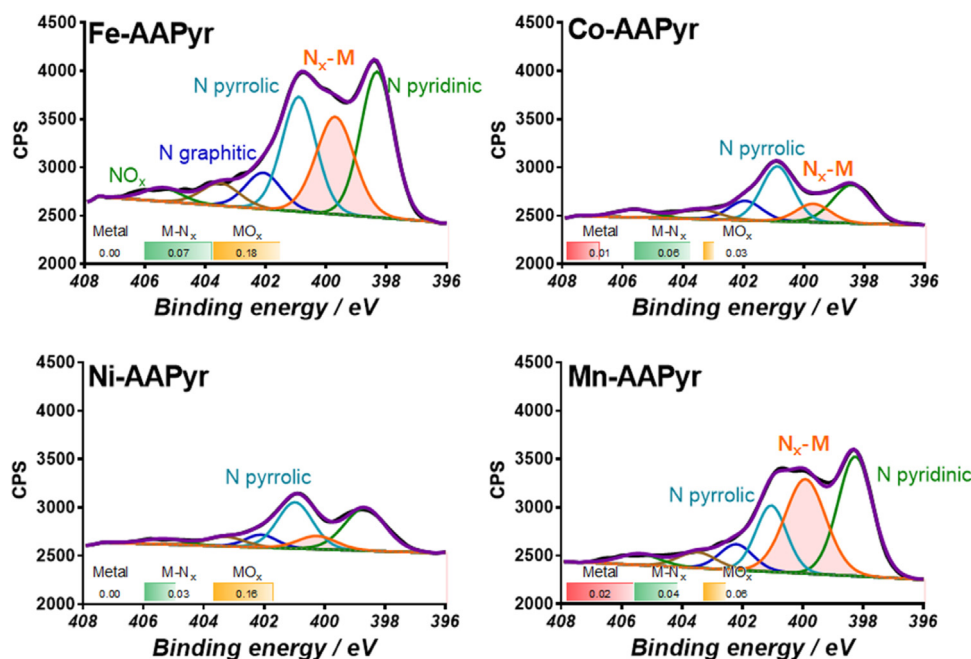 Fe-AAPyr
4500
4000
3500
3000
2500
2000
CPS
NOₓ
N graphitic
N pyrrolic
Nₓ-M
N pyridinic
Metal M-Nₓ MOₓ
0.00 0.07 0.18
408 406 404 402 400 398 396
Binding energy / eV
Co-AAPyr
4500
4000
3500
3000
2500
2000
CPS
N pyrrolic
Nₓ-M
Metal M-Nₓ MOₓ
0.01 0.06 0.03
408 406 404 402 400 398 396
Binding energy / eV
Ni-AAPyr
4500
4000
3500
3000
2500
2000
CPS
N pyrrolic
Metal M-Nₓ MOₓ
0.00 0.03 0.16
408 406 404 402 400 398 396
Binding energy / eV
Mn-AAPyr
4500
4000
3500
3000
2500
2000
CPS
Nₓ-M
N pyrrolic
N pyridinic
Metal M-Nₓ MOₓ
0.02 0.04 0.06
408 406 404 402 400 398 396
Binding energy / eV